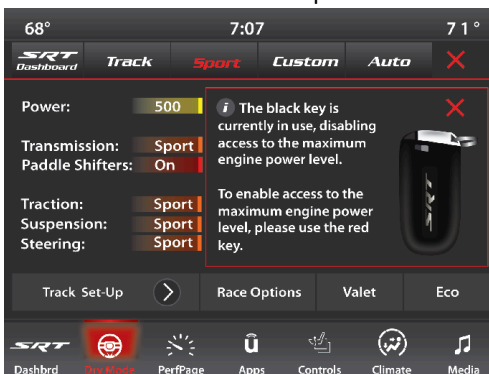 68° 7:07 71°
SRT Dashboard Track Sport Custom Auto
Power: 500
Transmission: Sport
Paddle Shifters: On
Traction: Sport
Suspension: Sport
Steering: Sport
i The black key is
currently in use, disabling
access to the maximum
engine power level.
To enable access to the
maximum engine power
level, please use the red
key.
SRT
Track Set-Up Race Options Valet Eco
SRT
Dashbrd Drv Mode PerfPage Apps Controls Climate Media